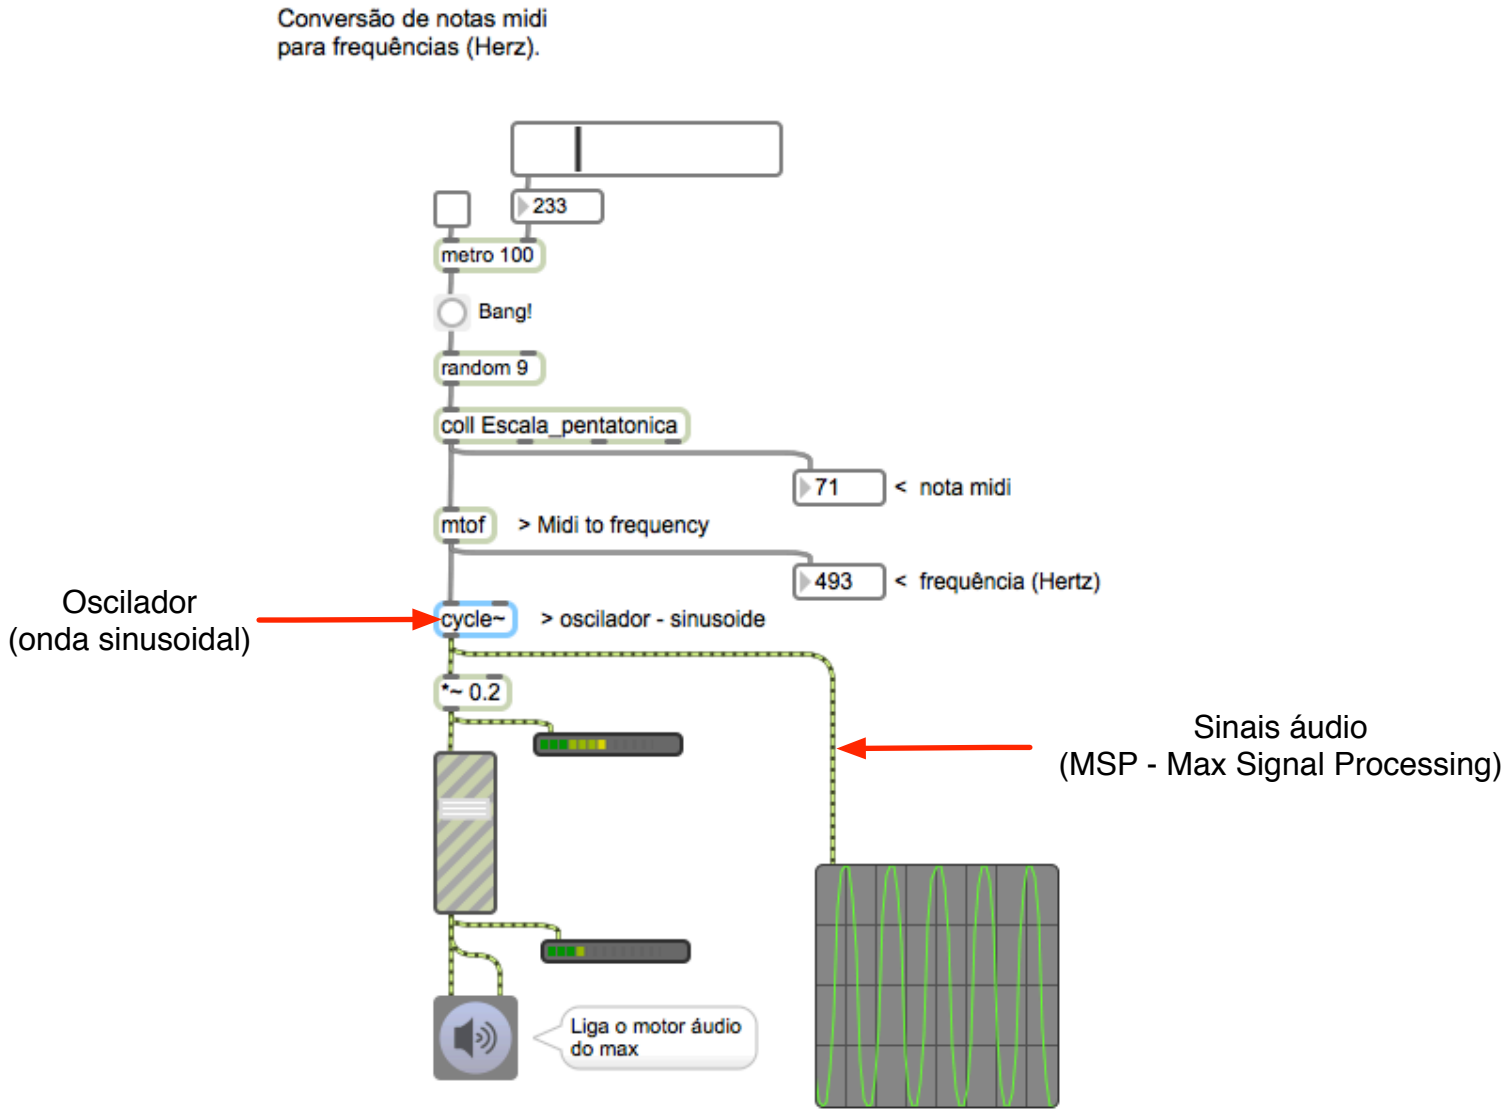 Conversão de notas midi
para frequências (Herz).
233
metro 100
Bang!
random 9
coll Escala_pentatonica
71
< nota midi
mtof
> Midi to frequency
493
< frequência (Hertz)
Oscilador
(onda sinusoidal)
cycle~
> oscilador - sinusoide
*~ 0.2
Sinais áudio
(MSP - Max Signal Processing)
Liga o motor áudio
do max